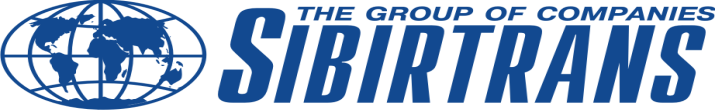 THE GROUP OF COMPANIES
SIBIRTRANS